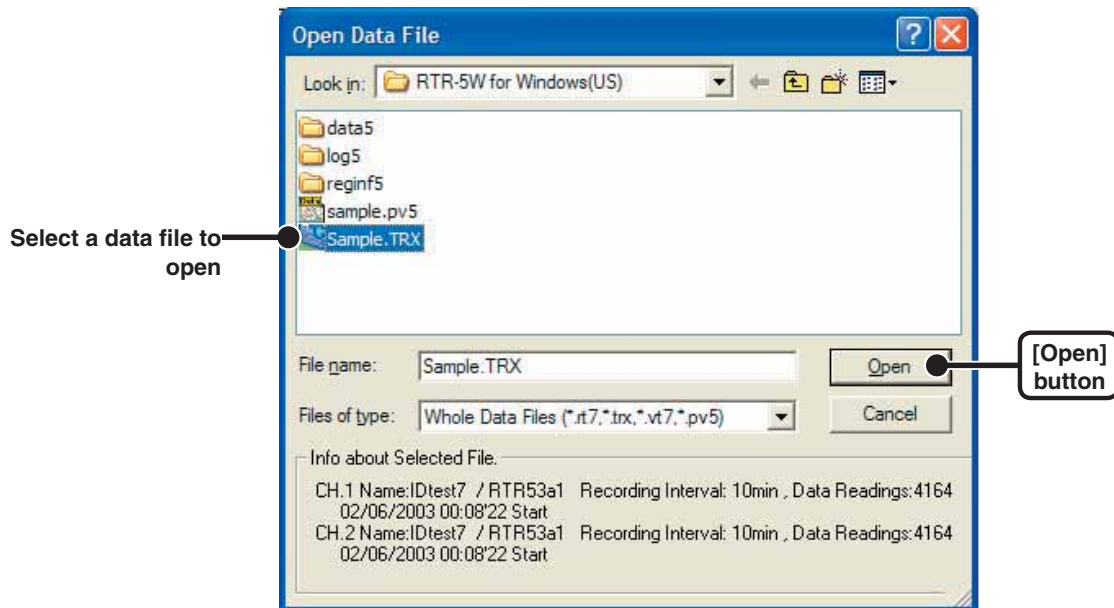 Open Data File
Look in: RTR-5W for Windows(US)
data5
log5
reginf5
sample.pv5
Sample.TRX
Select a data file to
open
File name: Sample.TRX
Open
[Open]
button
Files of type: Whole Data Files (*.rt7,*.trx,*.vt7,*.pv5)
Cancel
Info about Selected File.
CH.1 Name:IDtest7 / RTR53a1 Recording Interval: 10min , Data Readings:4164
02/06/2003 00:08'22 Start
CH.2 Name:IDtest7 / RTR53a1 Recording Interval: 10min , Data Readings:4164
02/06/2003 00:08'22 Start